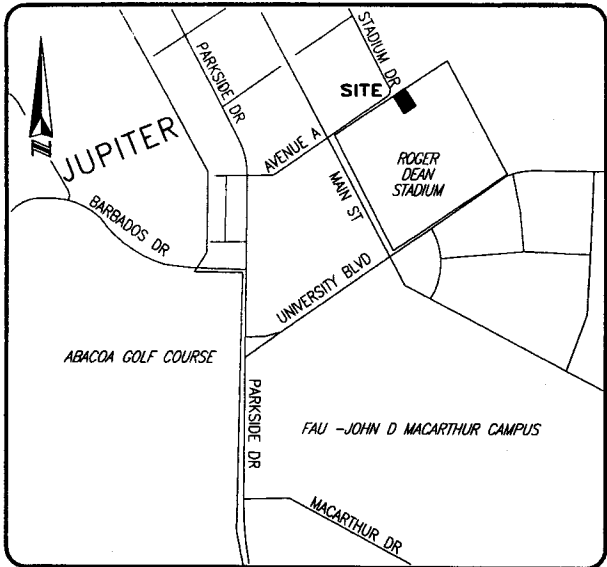 STADIUM DR
PARKSIDE DR
SITE
JUPITER
AVENUE A
ROGER
DEAN
STADIUM
MAIN ST
BARBADOS DR
UNIVERSITY BLVD
ABACOA GOLF COURSE
PARKSIDE DR
FAU -JOHN D MACARTHUR CAMPUS
MACARTHUR DR
N